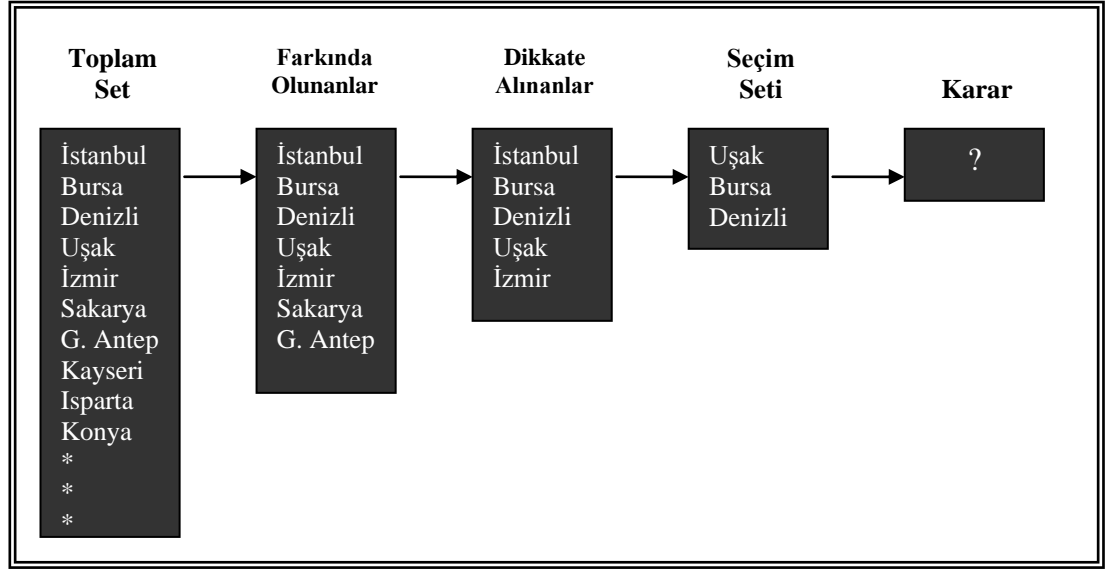 Toplam
Set
Farkında
Olunanlar
Dikkate
Alınanlar
Seçim
Seti
Karar
İstanbul
Bursa
Denizli
Uşak
İzmir
Sakarya
G. Antep
Kayseri
Isparta
Konya
*
*
*
İstanbul
Bursa
Denizli
Uşak
İzmir
Sakarya
G. Antep
İstanbul
Bursa
Denizli
Uşak
İzmir
Uşak
Bursa
Denizli
?